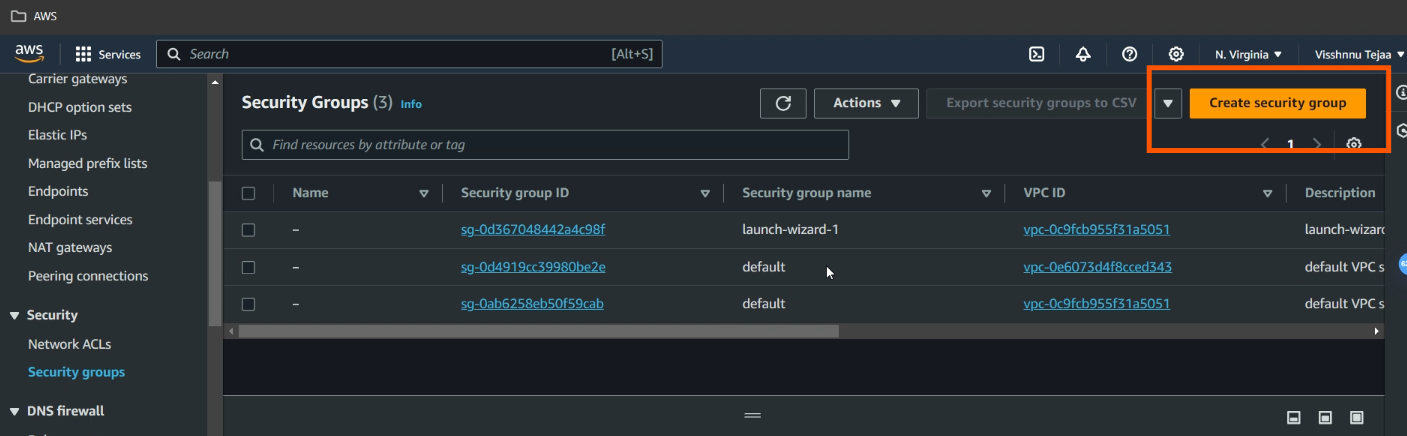 AWS
aws Services Search [Alt+S] N. Virginia Visshnnu Tejaa
Carrier gateways
DHCP option sets
Elastic IPs
Managed prefix lists
Endpoints
Endpoint services
NAT gateways
Peering connections
Security
Network ACLs
Security groups
DNS firewall
Security Groups (3) Info
Actions Export security groups to CSV Create security group
Find resources by attribute or tag
1
Name Security group ID Security group name VPC ID Description
– sg-0d367048442a4c98f launch-wizard-1 vpc-0c9fcb955f31a5051 launch-wizard
– sg-0d4919cc39980be2e default vpc-0e6073d4f8cced343 default VPC s
– sg-0ab6258eb50f59cab default vpc-0c9fcb955f31a5051 default VPC s